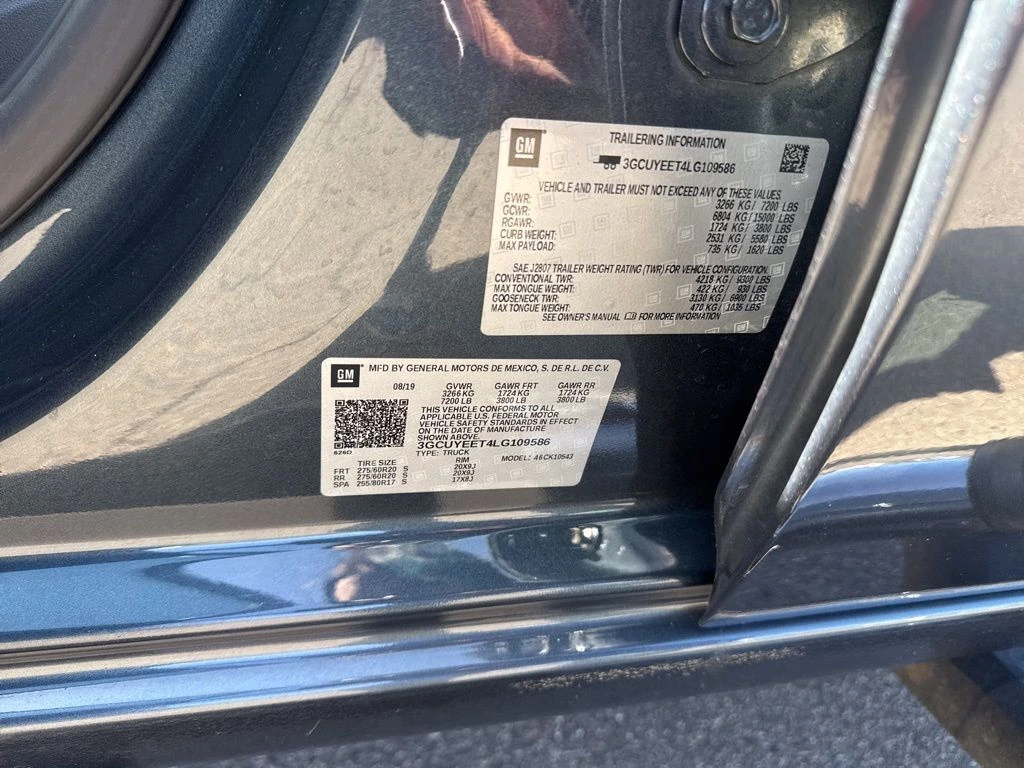 GM
TRAILERING INFORMATION
3GCUYEET4LG109586
VEHICLE AND TRAILER MUST NOT EXCEED ANY OF THESE VALUES.
GVWR: 3266 KG / 7200 LBS
GCWR: 6804 KG / 15000 LBS
RGAWR: 1724 KG / 3800 LBS
CURB WEIGHT: 2531 KG / 5580 LBS
MAX PAYLOAD: 735 KG / 1620 LBS
SAE J2807 TRAILER WEIGHT RATING (TWR) FOR VEHICLE CONFIGURATION.
CONVENTIONAL TWR: 4218 KG / 9300 LBS
MAX TONGUE WEIGHT: 422 KG / 930 LBS
GOOSENECK TWR: 3130 KG / 6900 LBS
MAX TONGUE WEIGHT: 470 KG / 1035 LBS
SEE OWNER'S MANUAL FOR MORE INFORMATION
GM MFD BY GENERAL MOTORS DE MEXICO, S. DE R.L. DE C.V.
08/19 GVWR GAWR FRT GAWR RR
3266 KG 1724 KG 1724 KG
7200 LB 3800 LB 3800 LB
THIS VEHICLE CONFORMS TO ALL
APPLICABLE U.S. FEDERAL MOTOR
VEHICLE SAFETY STANDARDS IN EFFECT
ON THE DATE OF MANUFACTURE
SHOWN ABOVE.
3GCUYEET4LG109586
626D TYPE: TRUCK MODEL: 46CK10543
TIRE SIZE RIM
FRT 275/60R20 S 20X9J
RR 275/60R20 S 20X9J
SPA 255/80R17 S 17X8J